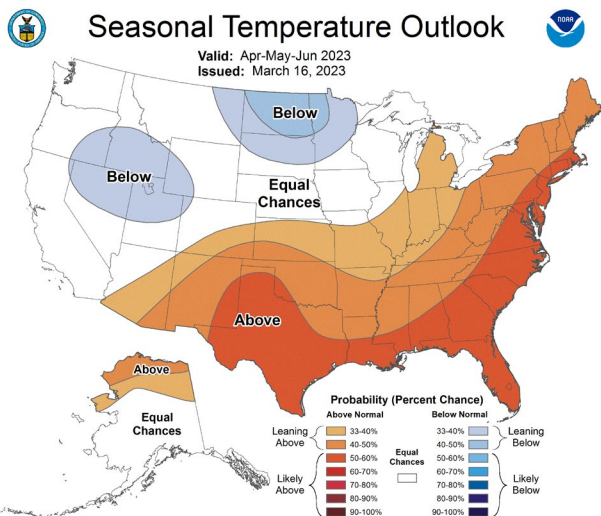 Seasonal Temperature Outlook
NOAA
Valid: Apr-May-Jun 2023
Issued: March 16, 2023
Below
Below
Equal
Chances
Above
Above
Equal
Chances
Probability (Percent Chance)
Above Normal
Below Normal
Leaning
Above
33-40%
40-50%
50-60%
60-70%
70-80%
80-90%
90-100%
Likely
Above
Equal
Chances
33-40%
40-50%
50-60%
60-70%
70-80%
80-90%
90-100%
Leaning
Below
Likely
Below